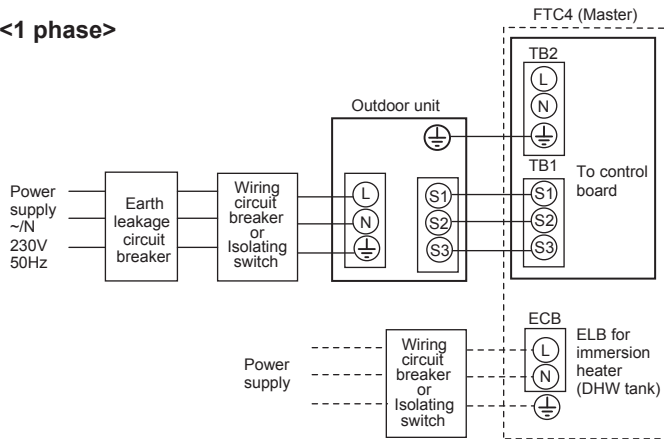 <1 phase>
FTC4 (Master)
TB2
L
N
Outdoor unit
TB1
To control
board
Power
supply
~/N
230V
50Hz
Earth
leakage
circuit
breaker
Wiring
circuit
breaker
or
Isolating
switch
L
N
S1
S2
S3
S1
S2
S3
ECB
L
N
ELB for
immersion
heater
(DHW tank)
Power
supply
Wiring
circuit
breaker
or
Isolating
switch